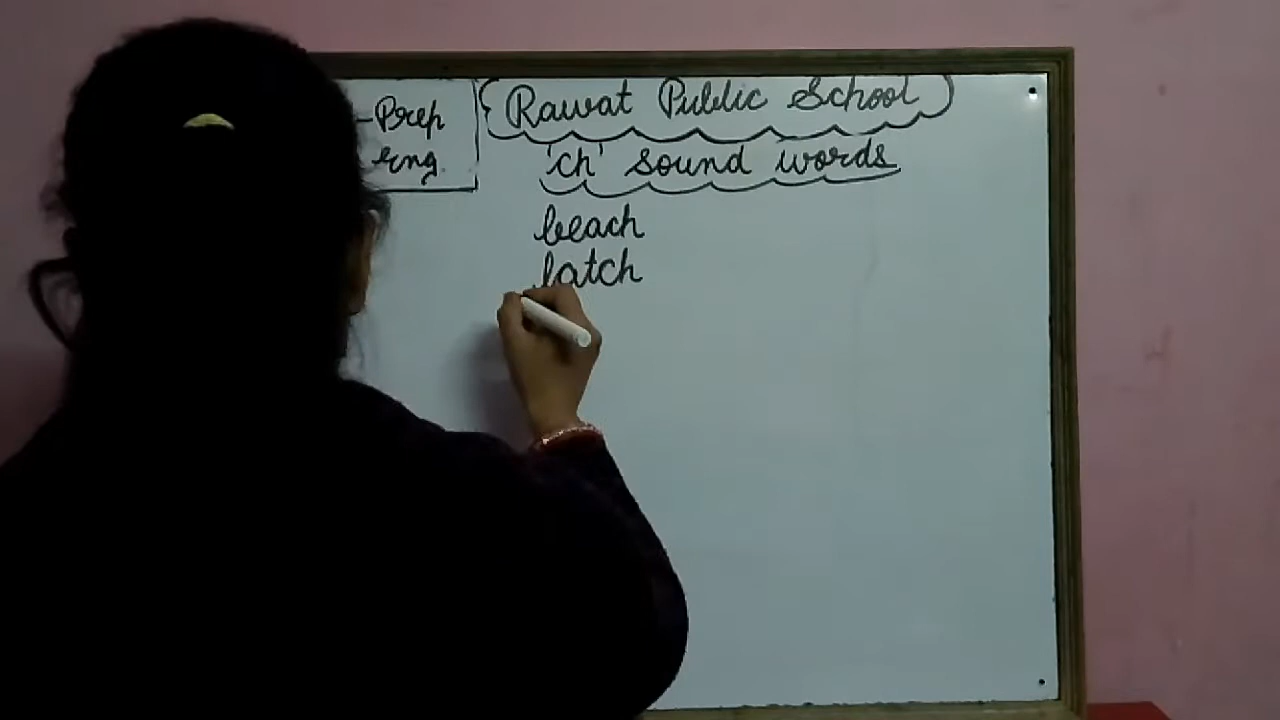 -Prep
Eng.
{Rawat Public School}
'ch' sound words
beach
latch